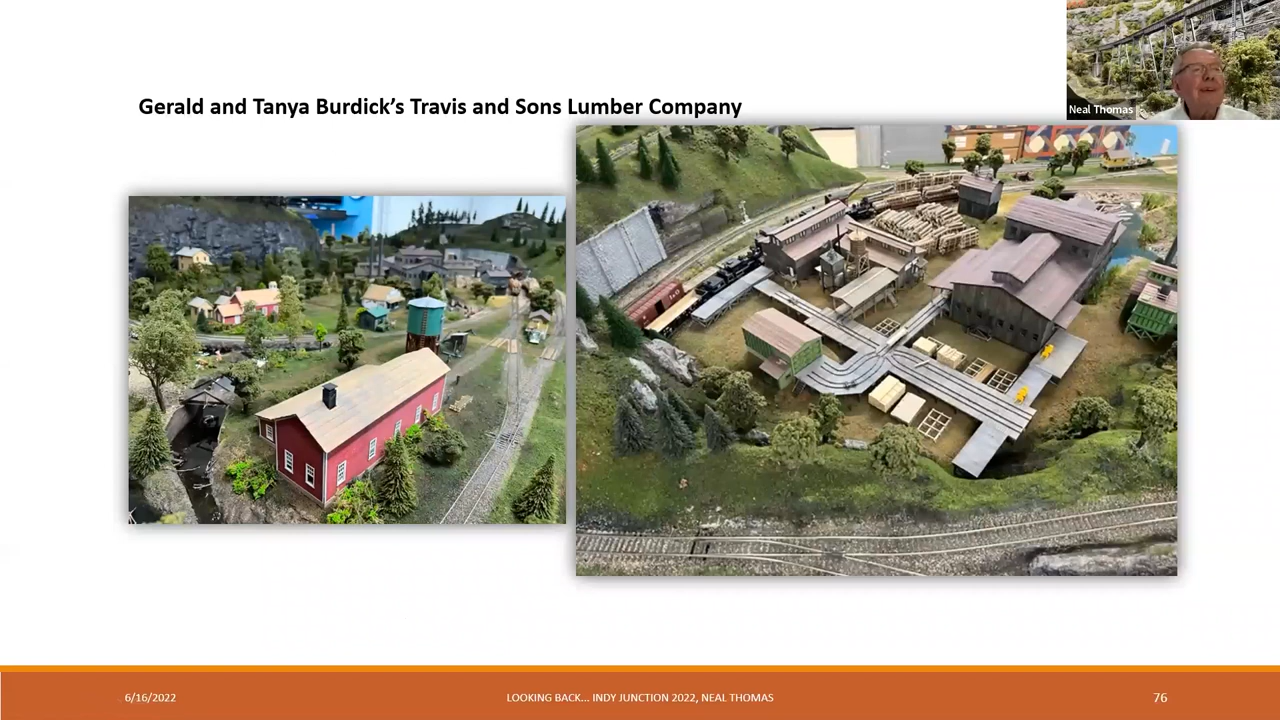 Gerald and Tanya Burdick's Travis and Sons Lumber Company
Neal Thomas
6/16/2022
LOOKING BACK... INDY JUNCTION 2022, NEAL THOMAS
76